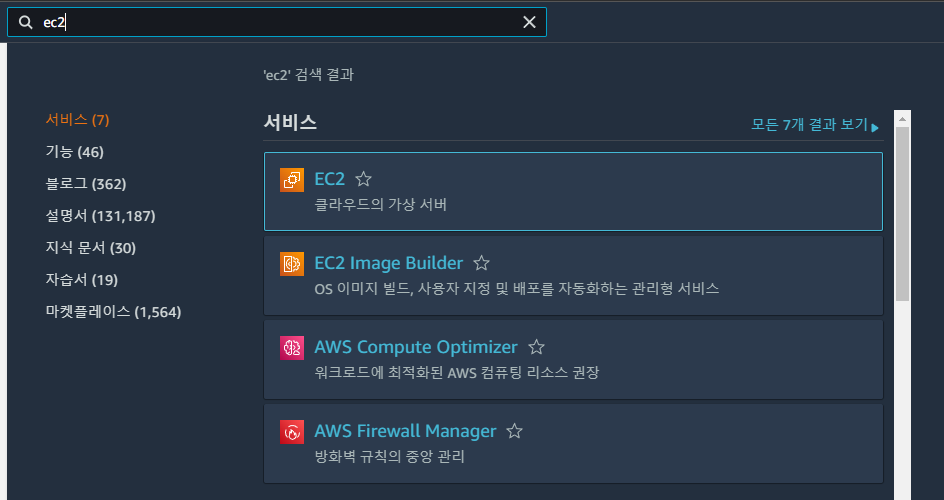 ec2
'ec2' 검색 결과
서비스 (7)
기능 (46)
블로그 (362)
설명서 (131,187)
지식 문서 (30)
자습서 (19)
마켓플레이스 (1,564)
서비스
모든 7개 결과 보기
EC2
클라우드의 가상 서버
EC2 Image Builder
OS 이미지 빌드, 사용자 지정 및 배포를 자동화하는 관리형 서비스
AWS Compute Optimizer
워크로드에 최적화된 AWS 컴퓨팅 리소스 권장
AWS Firewall Manager
방화벽 규칙의 중앙 관리